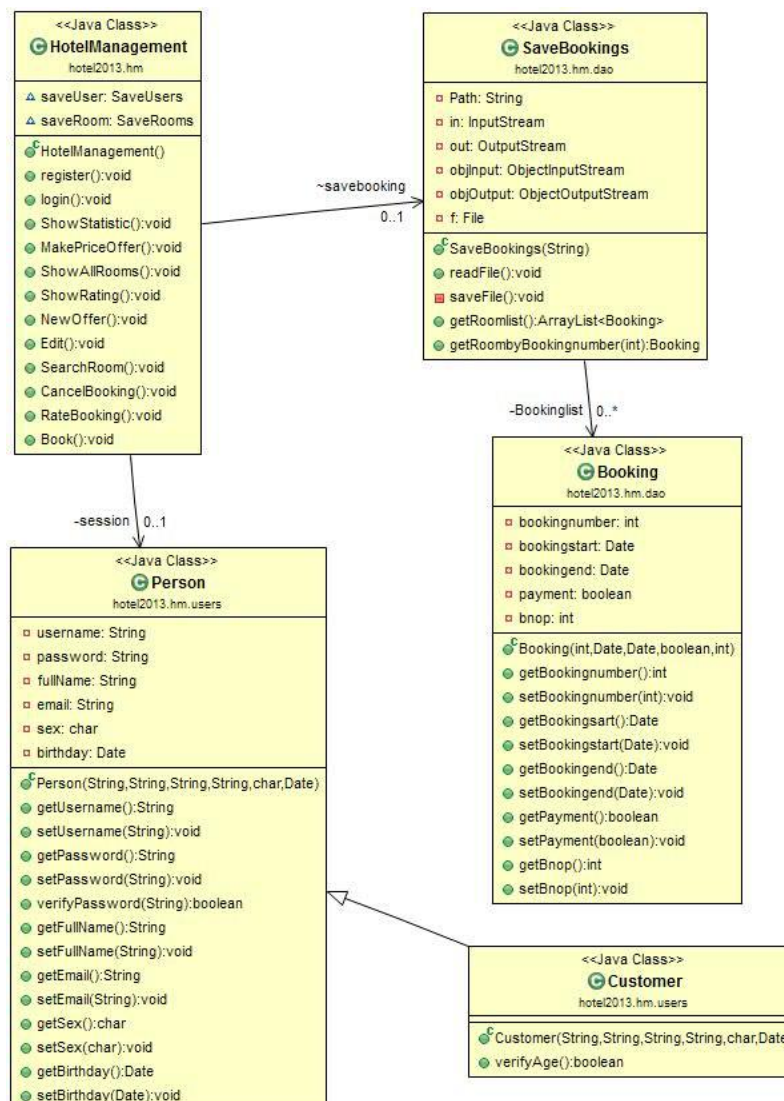 <<Java Class>>
HotelManagement
hotel2013.hm
saveUser: SaveUsers
saveRoom: SaveRooms
HotelManagement()
register():void
login():void
ShowStatistic():void
MakePriceOffer():void
ShowAllRooms():void
ShowRating():void
NewOffer():void
Edit():void
SearchRoom():void
CancelBooking():void
RateBooking():void
Book():void
~savebooking
0..1
<<Java Class>>
SaveBookings
hotel2013.hm.dao
Path: String
in: InputStream
out: OutputStream
objInput: ObjectInputStream
objOutput: ObjectOutputStream
f: File
SaveBookings(String)
readFile():void
saveFile():void
getRoomlist():ArrayList<Booking>
getRoombyBookingnumber(int):Booking
-Bookinglist 0..*
<<Java Class>>
Booking
hotel2013.hm.dao
bookingnumber: int
bookingstart: Date
bookingend: Date
payment: boolean
bnop: int
Booking(int,Date,Date,boolean,int)
getBookingnumber():int
setBookingnumber(int):void
getBookingsart():Date
setBookingstart(Date):void
getBookingend():Date
setBookingend(Date):void
getPayment():boolean
setPayment(boolean):void
getBnop():int
setBnop(int):void
-session 0..1
<<Java Class>>
Person
hotel2013.hm.users
username: String
password: String
fullName: String
email: String
sex: char
birthday: Date
Person(String,String,String,String,char,Date)
getUsername():String
setUsername(String):void
getPassword():String
setPassword(String):void
verifyPassword(String):boolean
getFullName():String
setFullName(String):void
getEmail():String
setEmail(String):void
getSex():char
setSex(char):void
getBirthday():Date
setBirthday(Date):void
<<Java Class>>
Customer
hotel2013.hm.users
Customer(String,String,String,String,char,Date
verifyAge():boolean